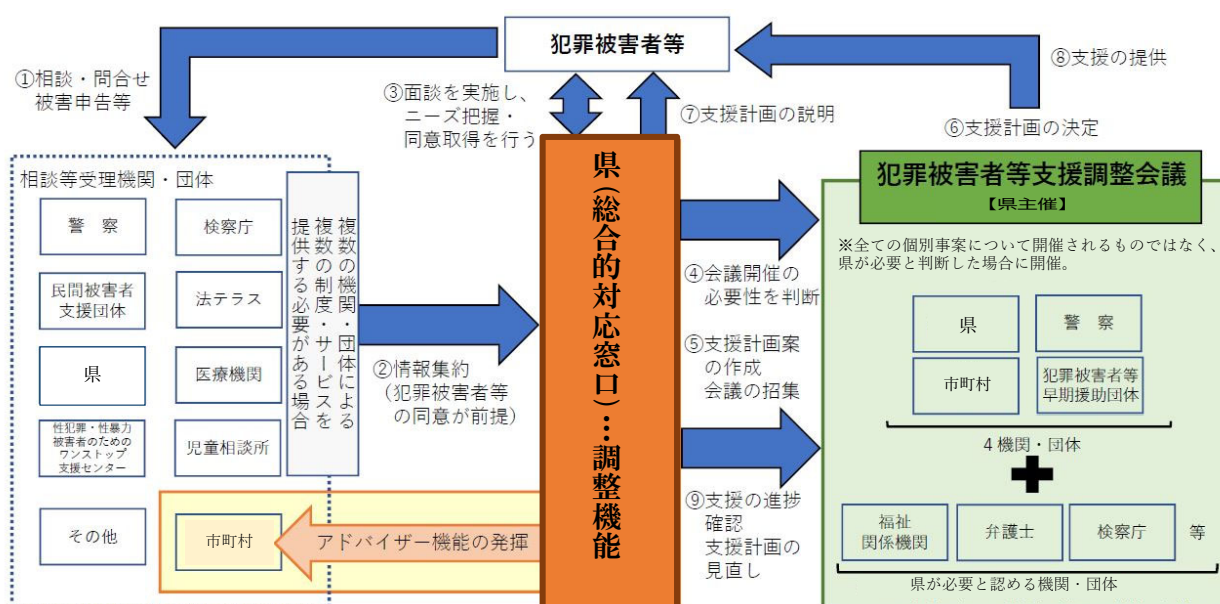 犯罪被害者等
①相談・問合せ
被害申告等
③面談を実施し、
ニーズ把握・
同意取得を行う
⑦支援計画の説明
⑧支援の提供
⑥支援計画の決定
相談等受理機関・団体
警 察
検察庁
民間被害者
支援団体
法テラス
県
医療機関
性犯罪・性暴力
被害者のための
ワンストップ
支援センター
児童相談所
その他
市町村
複数の機関・団体による
複数の制度・サービスを
提供する必要がある場合
②情報集約
(犯罪被害者等
の同意が前提)
アドバイザー機能の発揮
県(総合的対応窓口)…調整機能
④会議開催の
必要性を判断
⑤支援計画案
の作成
会議の招集
⑨支援の進捗
確認
支援計画の
見直し
犯罪被害者等支援調整会議
【県主催】
※全ての個別事案について開催されるものではなく、
県が必要と判断した場合に開催。
県
警 察
市町村
犯罪被害者等
早期援助団体
4機関・団体
福祉
関係機関
弁護士
検察庁
等
県が必要と認める機関・団体